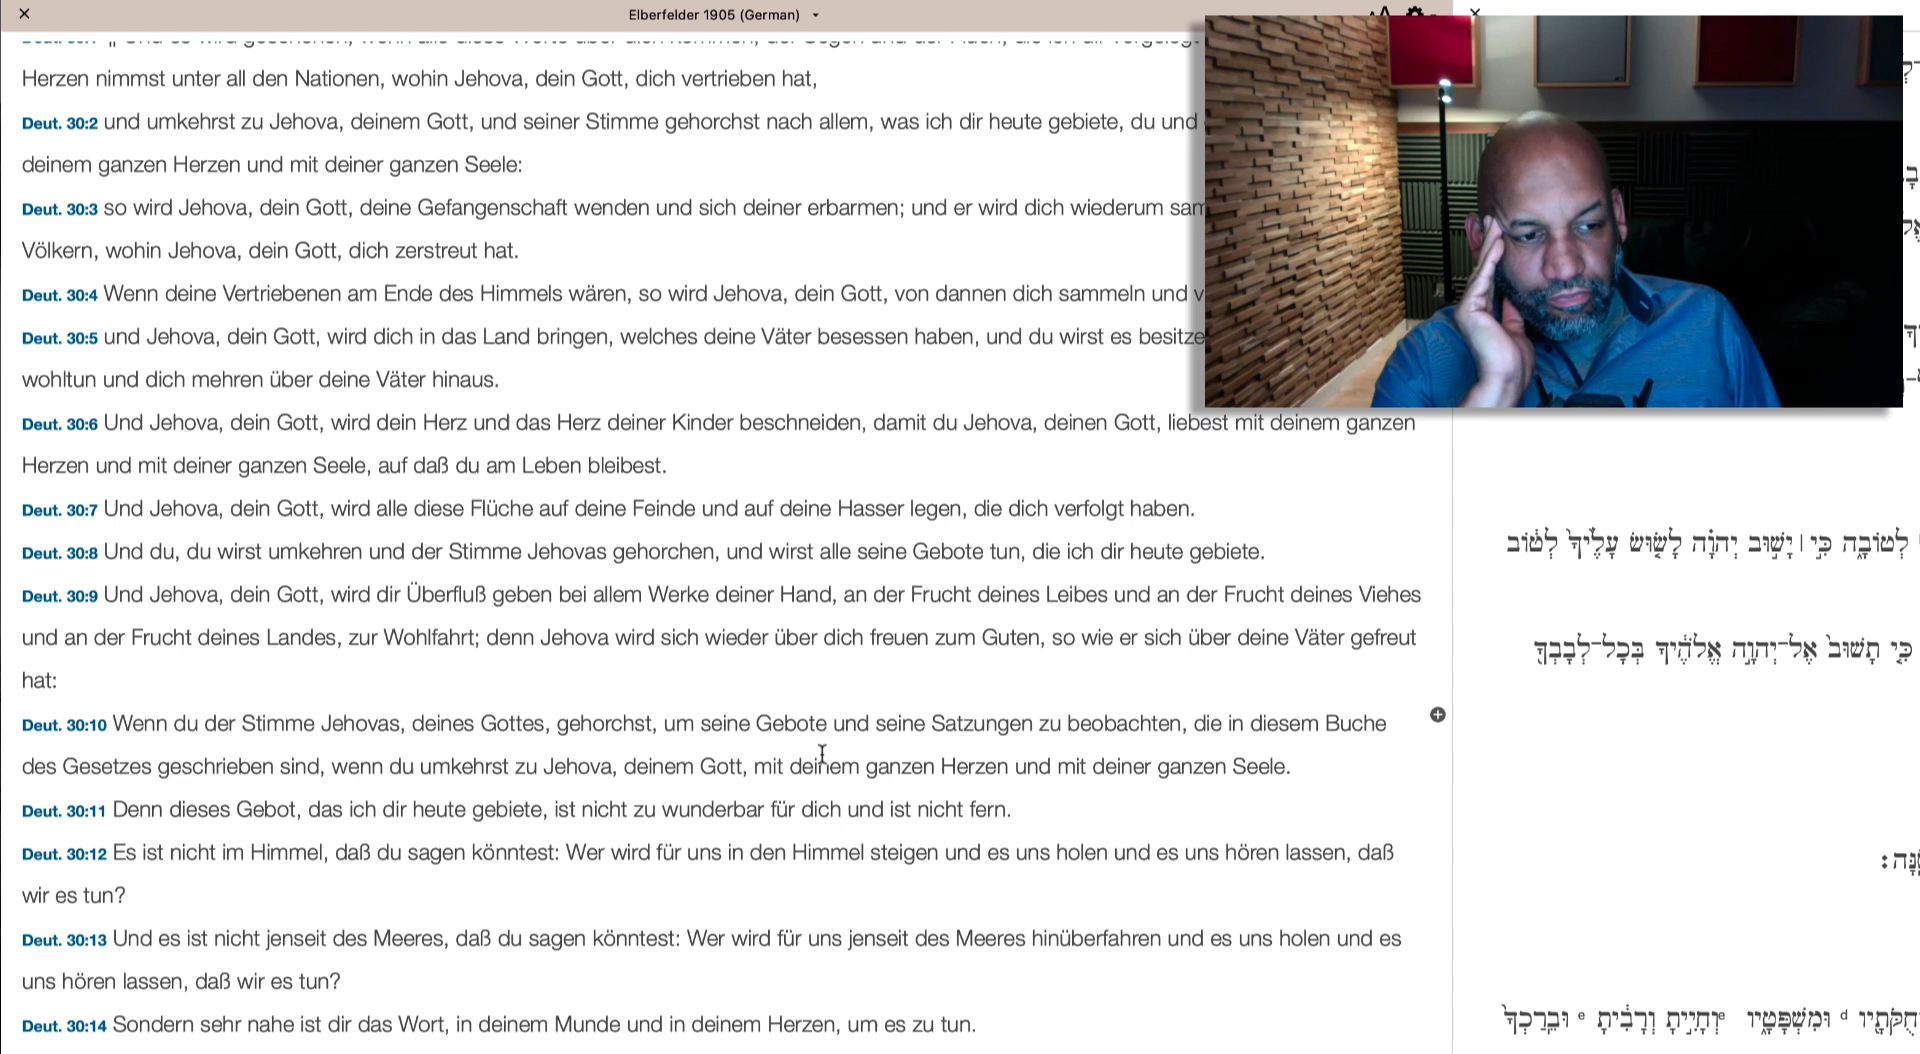 Elberfelder 1905 (German)
Herzen nimmst unter all den Nationen, wohin Jehova, dein Gott, dich vertrieben hat,
Deut. 30:2 und umkehrst zu Jehova, deinem Gott, und seiner Stimme gehorchst nach allem, was ich dir heute gebiete, du und
deinem ganzen Herzen und mit deiner ganzen Seele:
Deut. 30:3 so wird Jehova, dein Gott, deine Gefangenschaft wenden und sich deiner erbarmen; und er wird dich wiederum
Völkern, wohin Jehova, dein Gott, dich zerstreut hat.
Deut. 30:4 Wenn deine Vertriebenen am Ende des Himmels wären, so wird Jehova, dein Gott, von dannen dich sammeln und
Deut. 30:5 und Jehova, dein Gott, wird dich in das Land bringen, welches deine Väter besessen haben, und du wirst es
wohltun und dich mehren über deine Väter hinaus.
Deut. 30:6 Und Jehova, dein Gott, wird dein Herz und das Herz deiner Kinder beschneiden, damit du Jehova, deinen Gott, liebest mit deinem ganzen
Herzen und mit deiner ganzen Seele, auf daß du am Leben bleibest.
Deut. 30:7 Und Jehova, dein Gott, wird alle diese Flüche auf deine Feinde und auf deine Hasser legen, die dich verfolgt haben.
Deut. 30:8 Und du, du wirst umkehren und der Stimme Jehovas gehorchen, und wirst alle seine Gebote tun, die ich dir heute gebiete.
Deut. 30:9 Und Jehova, dein Gott, wird dir Überfluß geben bei allem Werke deiner Hand, an der Frucht deines Leibes und an der Frucht deines Viehes
und an der Frucht deines Landes, zur Wohlfahrt; denn Jehova wird sich wieder über dich freuen zum Guten, so wie er sich über deine Väter gefreut
hat:
Deut. 30:10 Wenn du der Stimme Jehovas, deines Gottes, gehorchst, um seine Gebote und seine Satzungen zu beobachten, die in diesem Buche
des Gesetzes geschrieben sind, wenn du umkehrst zu Jehova, deinem Gott, mit deinem ganzen Herzen und mit deiner ganzen Seele.
Deut. 30:11 Denn dieses Gebot, das ich dir heute gebiete, ist nicht zu wunderbar für dich und ist nicht fern.
Deut. 30:12 Es ist nicht im Himmel, daß du sagen könntest: Wer wird für uns in den Himmel steigen und es uns holen und es uns hören lassen, daß
wir es tun?
Deut. 30:13 Und es ist nicht jenseit des Meeres, daß du sagen könntest: Wer wird für uns jenseit des Meeres hinüberfahren und es uns holen und es
uns hören lassen, daß wir es tun?
Deut. 30:14 Sondern sehr nahe ist dir das Wort, in deinem Munde und in deinem Herzen, um es zu tun.
לְטוֹבָ֑ה כִּ֣י ׀ יָשׁ֣וּב יְהוָ֗ה לָשׂ֤וּשׂ עָלֶ֙יךָ֙ לְט֔וֹב
כִּ֤י תָשׁוּב֙ אֶל־יְהוָ֣ה אֱלֹהֶ֔יךָ בְּכָל־לְבָבְךָ֖
וּמִשְׁפָּטָ֑יו וְחָיִ֣יתָ וְרָבִ֔יתָ וּבֵֽרַכְךָ֙